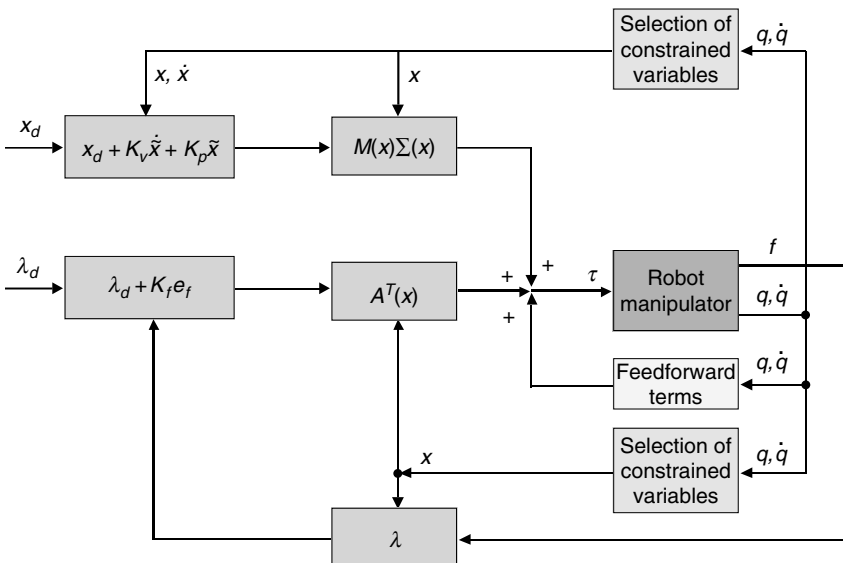 Selection of
constrained
variables
q, q̇
x, ẋ
x
x_d
x_d + K_v x̃̇ + K_p x̃
M(x)Σ(x)
λ_d
λ_d + K_f e_f
A^T(x)
+
+
+
τ
Robot
manipulator
f
q, q̇
Feedforward
terms
q, q̇
x
Selection of
constrained
variables
q, q̇
λ